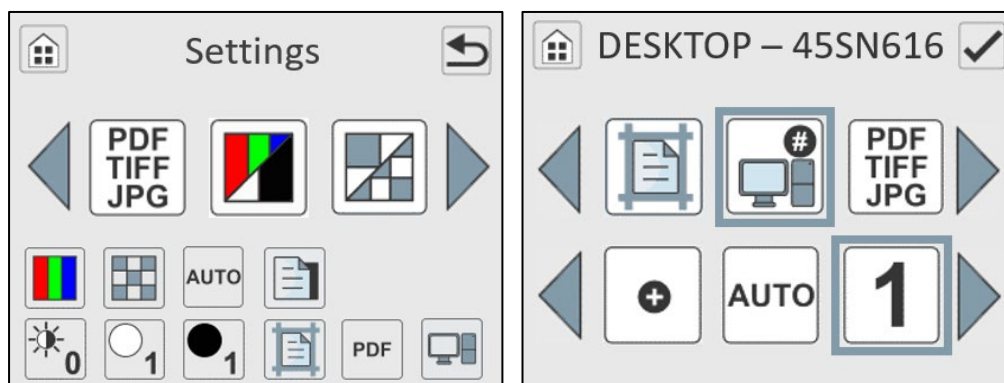 Settings
PDF
TIFF
JPG
AUTO
0
1
1
PDF
DESKTOP – 45SN616
#
PDF
TIFF
JPG
AUTO
1